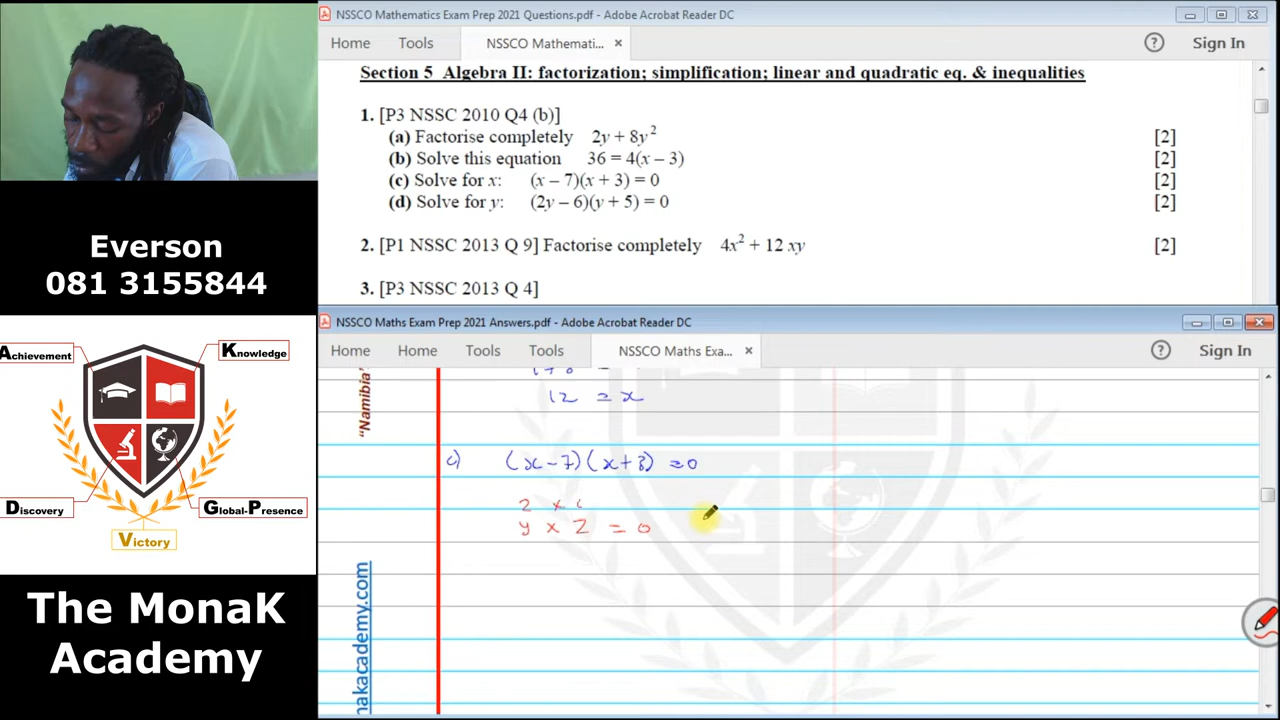 NSSCO Mathematics Exam Prep 2021 Questions.pdf - Adobe Acrobat Reader DC
Home Tools NSSCO Mathemati... × ? Sign In
Section 5 Algebra II: factorization; simplification; linear and quadratic eq. & inequalities
1. [P3 NSSC 2010 Q4 (b)]
(a) Factorise completely 2y + 8y² [2]
(b) Solve this equation 36 = 4(x – 3) [2]
(c) Solve for x: (x – 7)(x + 3) = 0 [2]
(d) Solve for y: (2y – 6)(y + 5) = 0 [2]
2. [P1 NSSC 2013 Q 9] Factorise completely 4x² + 12 xy [2]
3. [P3 NSSC 2013 Q 4]
Everson
081 3155844
Achievement
Knowledge
Discovery
Global-Presence
Victory
The MonaK
Academy
NSSCO Maths Exam Prep 2021 Answers.pdf - Adobe Acrobat Reader DC
Home Home Tools Tools NSSCO Maths Exa... × ? Sign In
"Namibia'
12 = x
c) (x-7)(x+3) =0
2 x
y x Z = 0
nakacademy.com